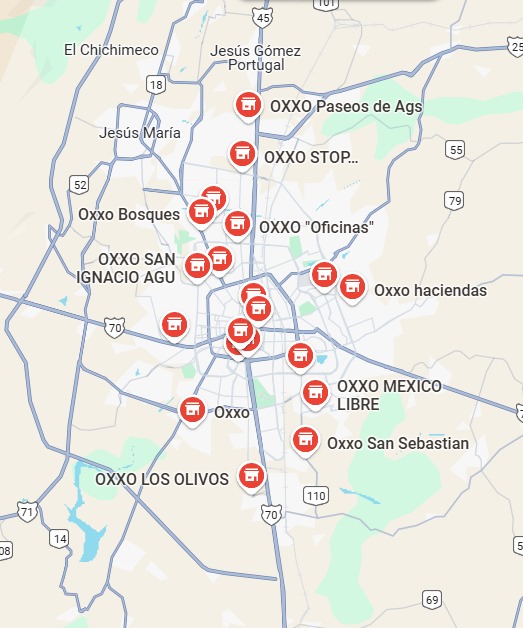 101
45
25
El Chichimeco
Jesús Gómez
Portugal
18
OXXO Paseos de Ags
Jesús María
55
OXXO STOP...
52
79
Oxxo Bosques
OXXO "Oficinas"
OXXO SAN
IGNACIO AGU
Oxxo haciendas
70
OXXO MEXICO
LIBRE
Oxxo
Oxxo San Sebastian
OXXO LOS OLIVOS
110
71
70
14
69